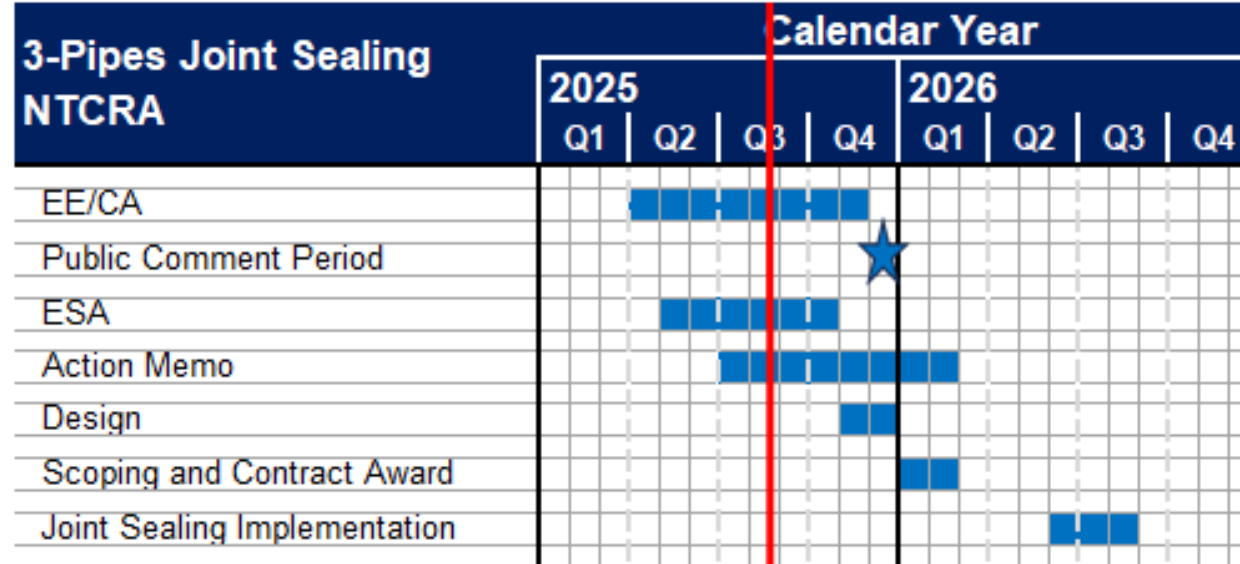 3-Pipes Joint Sealing
NTCRA
Calendar Year
2025 2026
Q1 Q2 Q3 Q4 Q1 Q2 Q3 Q4
EE/CA
Public Comment Period
ESA
Action Memo
Design
Scoping and Contract Award
Joint Sealing Implementation